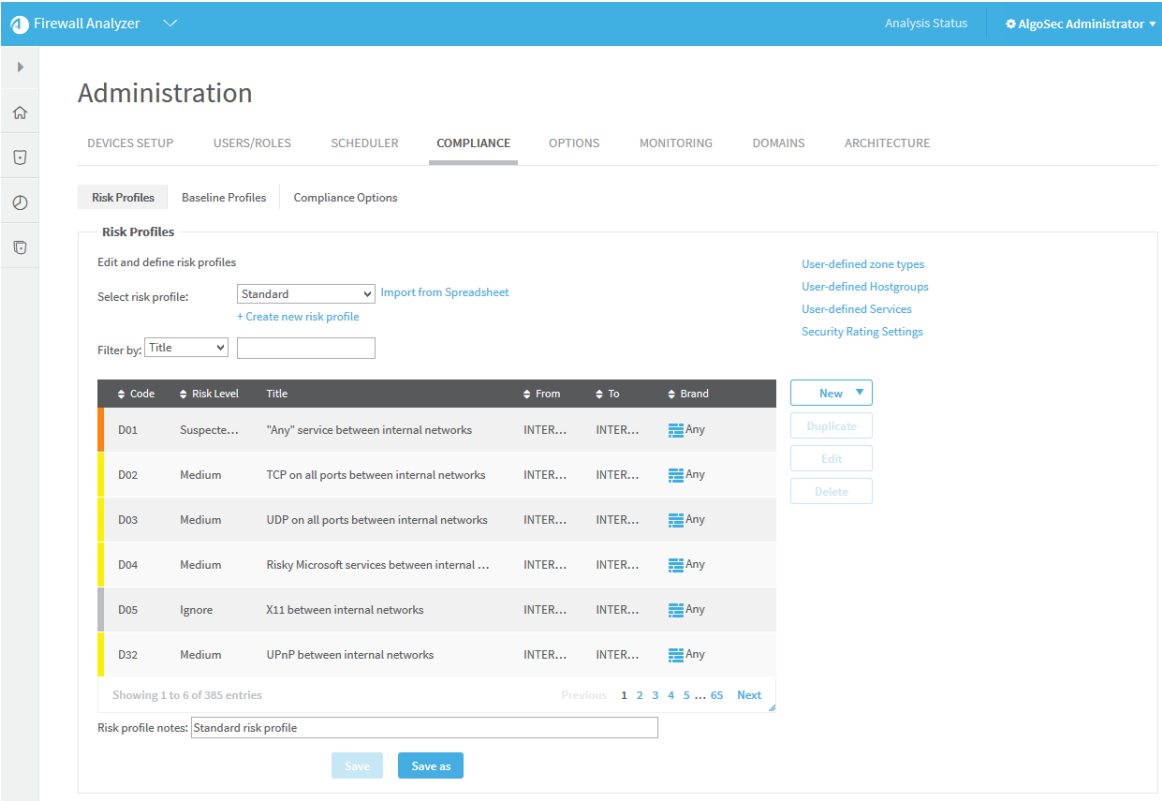 Firewall Analyzer Analysis Status AlgoSec Administrator
Administration
DEVICES SETUP USERS/ROLES SCHEDULER COMPLIANCE OPTIONS MONITORING DOMAINS ARCHITECTURE
Risk Profiles Baseline Profiles Compliance Options
Risk Profiles
Edit and define risk profiles
Select risk profile: Standard Import from Spreadsheet
+ Create new risk profile
Filter by: Title
User-defined zone types
User-defined Hostgroups
User-defined Services
Security Rating Settings
Code Risk Level Title From To Brand
D01 Suspecte... "Any" service between internal networks INTER... INTER... Any
D02 Medium TCP on all ports between internal networks INTER... INTER... Any
D03 Medium UDP on all ports between internal networks INTER... INTER... Any
D04 Medium Risky Microsoft services between internal ... INTER... INTER... Any
D05 Ignore X11 between internal networks INTER... INTER... Any
D32 Medium UPnP between internal networks INTER... INTER... Any
Showing 1 to 6 of 385 entries Previous 1 2 3 4 5 ... 65 Next
New
Duplicate
Edit
Delete
Risk profile notes: Standard risk profile
Save Save as